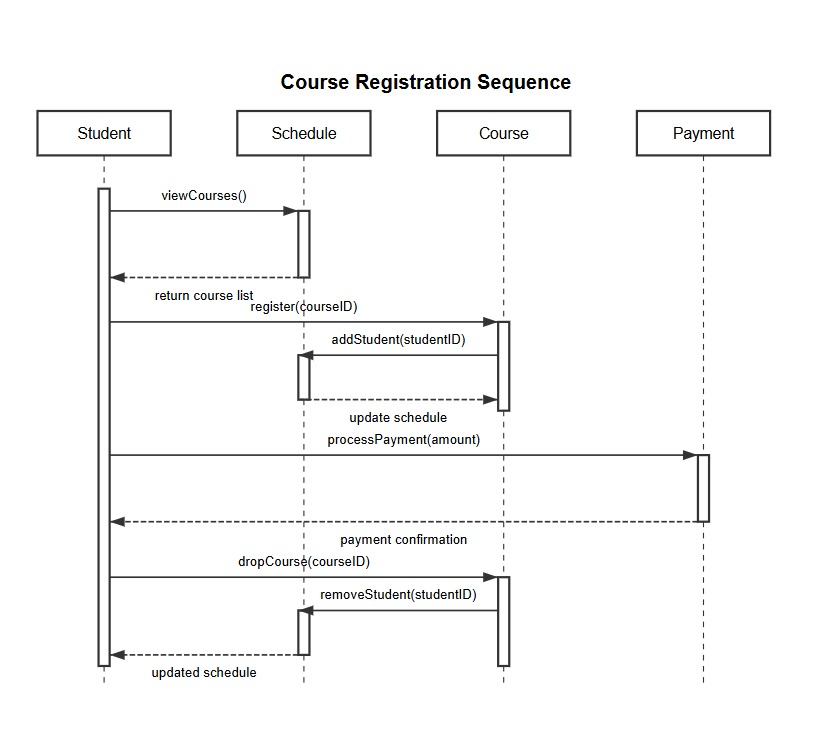 Course Registration Sequence
Student
Schedule
Course
Payment
viewCourses()
return course list
register(courseID)
addStudent(studentID)
update schedule
processPayment(amount)
payment confirmation
dropCourse(courseID)
removeStudent(studentID)
updated schedule